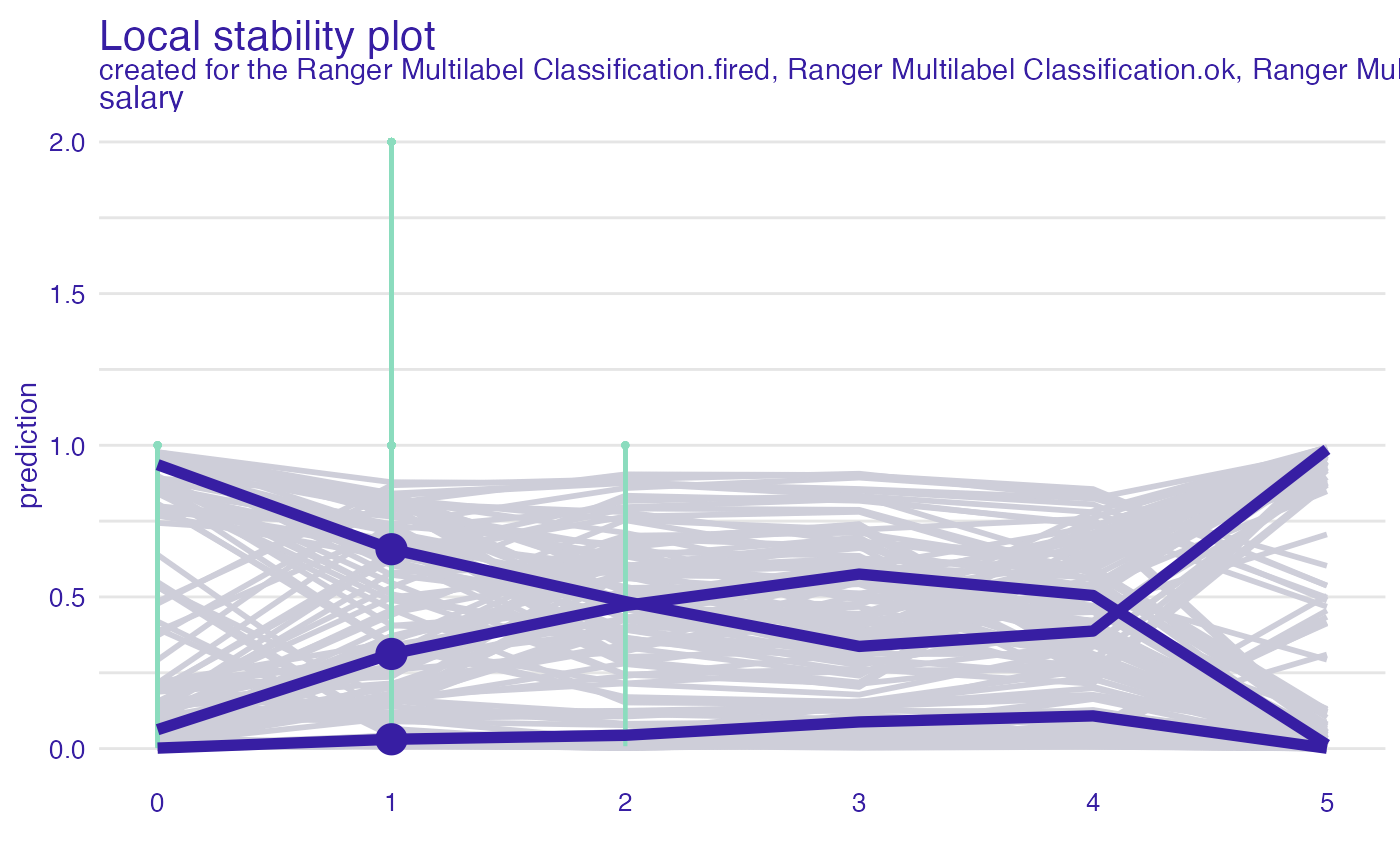 Local stability plot
created for the Ranger Multilabel Classification.fired, Ranger Multilabel Classification.ok, Ranger Mul
salary
prediction
2.0
1.5
1.0
0.5
0.0
0 1 2 3 4 5